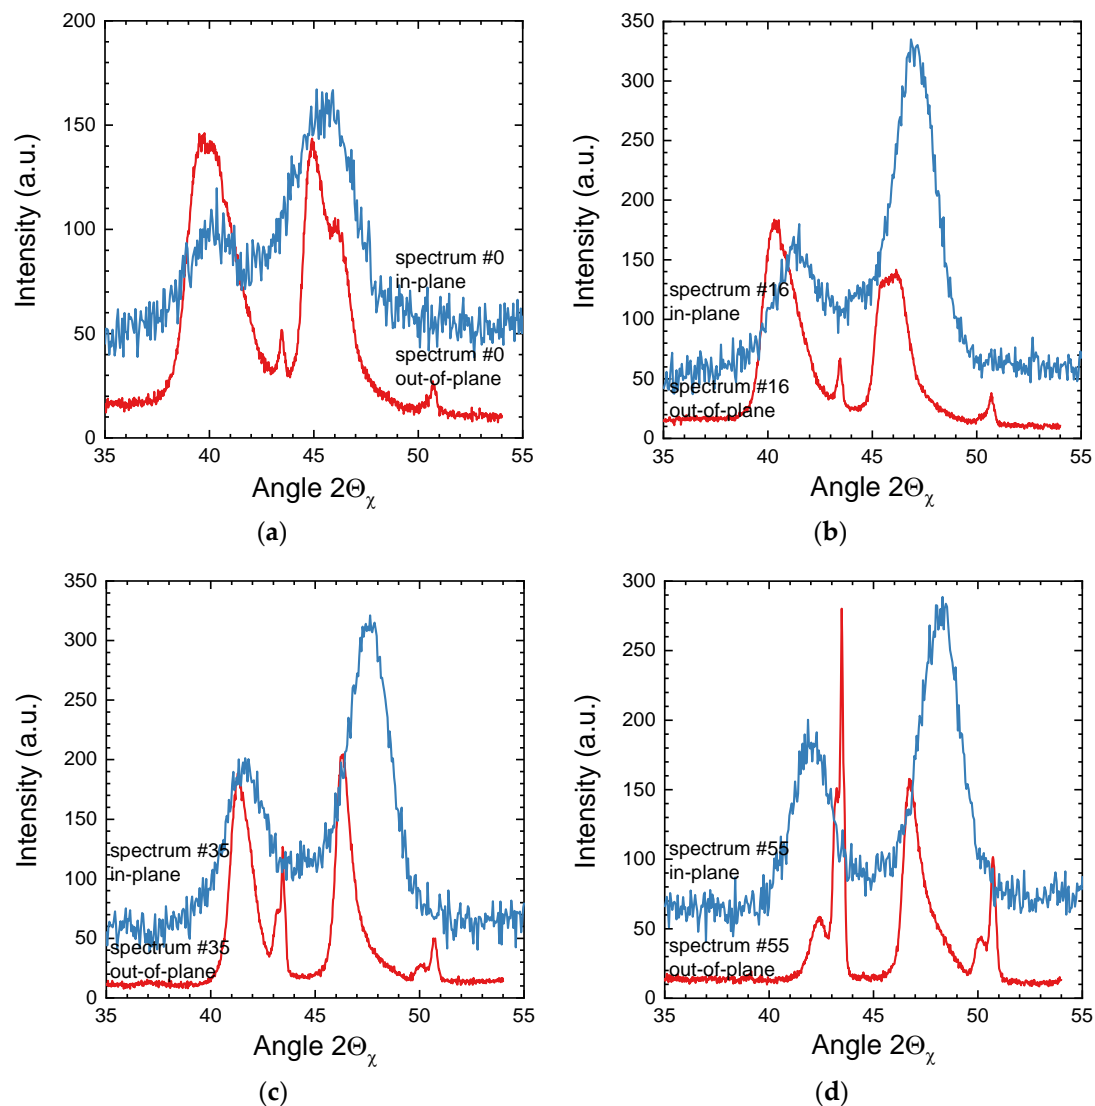 200
150
100
50
0
35
40
45
50
55
Intensity (a.u.)
Angle 2Θχ
spectrum #0
in-plane
spectrum #0
out-of-plane
(a)
350
300
250
200
150
100
50
0
35
40
45
50
55
Intensity (a.u.)
Angle 2Θχ
spectrum #16
in-plane
spectrum #16
out-of-plane
(b)
350
300
250
200
150
100
50
0
35
40
45
50
55
Intensity (a.u.)
Angle 2Θχ
spectrum #35
in-plane
spectrum #35
out-of-plane
(c)
300
250
200
150
100
50
0
35
40
45
50
55
Intensity (a.u.)
Angle 2Θχ
spectrum #55
in-plane
spectrum #55
out-of-plane
(d)